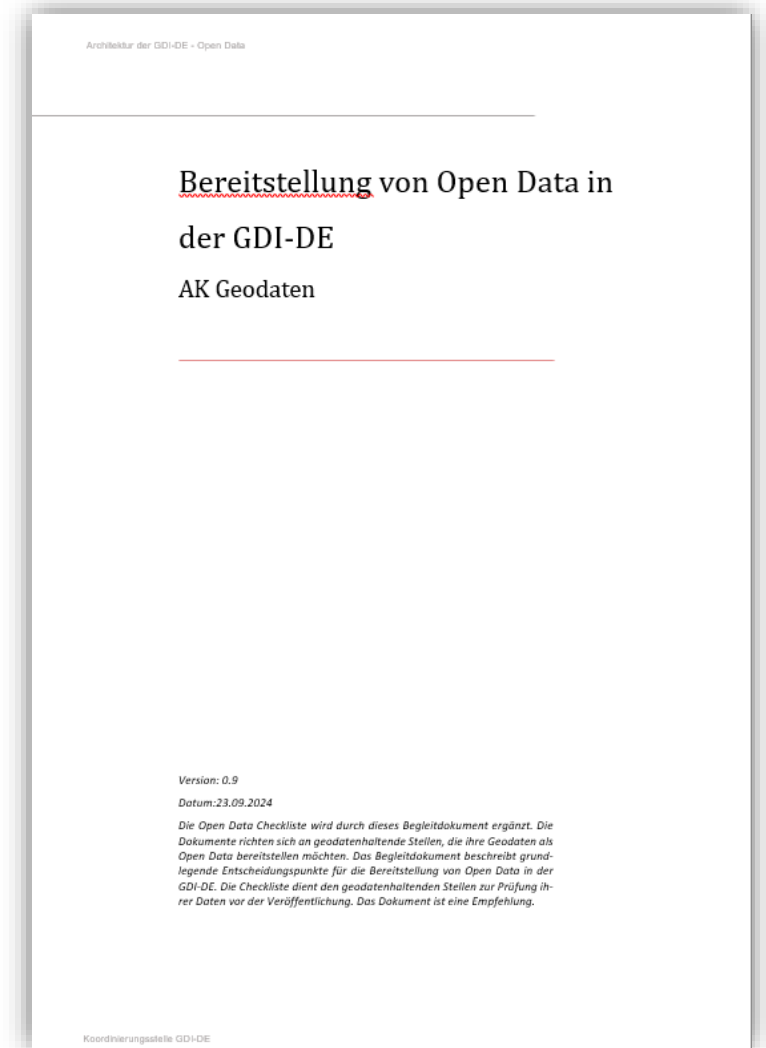 Architektur der GDI-DE - Open Data
Bereitstellung von Open Data in
der GDI-DE
AK Geodaten
Version: 0.9
Datum:23.09.2024
Die Open Data Checkliste wird durch dieses Begleitdokument ergänzt. Die
Dokumente richten sich an geodatenhaltende Stellen, die ihre Geodaten als
Open Data bereitstellen möchten. Das Begleitdokument beschreibt grund-
legende Entscheidungspunkte für die Bereitstellung von Open Data in der
GDI-DE. Die Checkliste dient den geodatenhaltenden Stellen zur Prüfung ih-
rer Daten vor der Veröffentlichung. Das Dokument ist eine Empfehlung.
Koordinierungsstelle GDI-DE